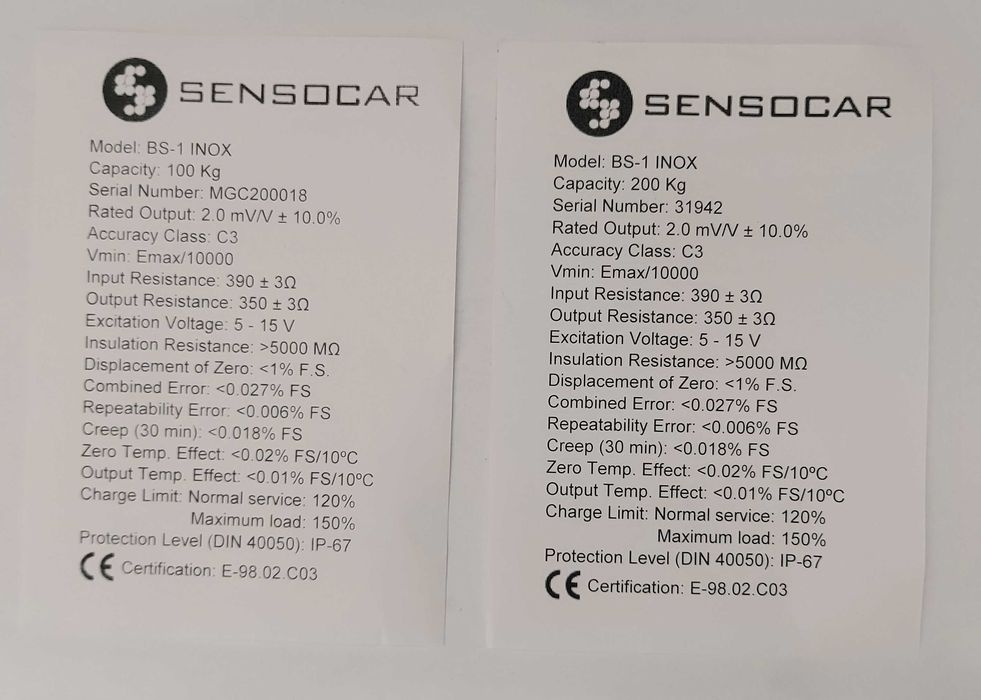 SENSOCAR
Model: BS-1 INOX
Capacity: 100 Kg
Serial Number: MGC200018
Rated Output: 2.0 mV/V ± 10.0%
Accuracy Class: C3
Vmin: Emax/10000
Input Resistance: 390 ± 3Ω
Output Resistance: 350 ± 3Ω
Excitation Voltage: 5 - 15 V
Insulation Resistance: >5000 MΩ
Displacement of Zero: <1% F.S.
Combined Error: <0.027% FS
Repeatability Error: <0.006% FS
Creep (30 min): <0.018% FS
Zero Temp. Effect: <0.02% FS/10ºC
Output Temp. Effect: <0.01% FS/10ºC
Charge Limit: Normal service: 120%
Maximum load: 150%
Protection Level (DIN 40050): IP-67
CE Certification: E-98.02.C03
SENSOCAR
Model: BS-1 INOX
Capacity: 200 Kg
Serial Number: 31942
Rated Output: 2.0 mV/V ± 10.0%
Accuracy Class: C3
Vmin: Emax/10000
Input Resistance: 390 ± 3Ω
Output Resistance: 350 ± 3Ω
Excitation Voltage: 5 - 15 V
Insulation Resistance: >5000 MΩ
Displacement of Zero: <1% F.S.
Combined Error: <0.027% FS
Repeatability Error: <0.006% FS
Creep (30 min): <0.018% FS
Zero Temp. Effect: <0.02% FS/10ºC
Output Temp. Effect: <0.01% FS/10ºC
Charge Limit: Normal service: 120%
Maximum load: 150%
Protection Level (DIN 40050): IP-67
CE Certification: E-98.02.C03